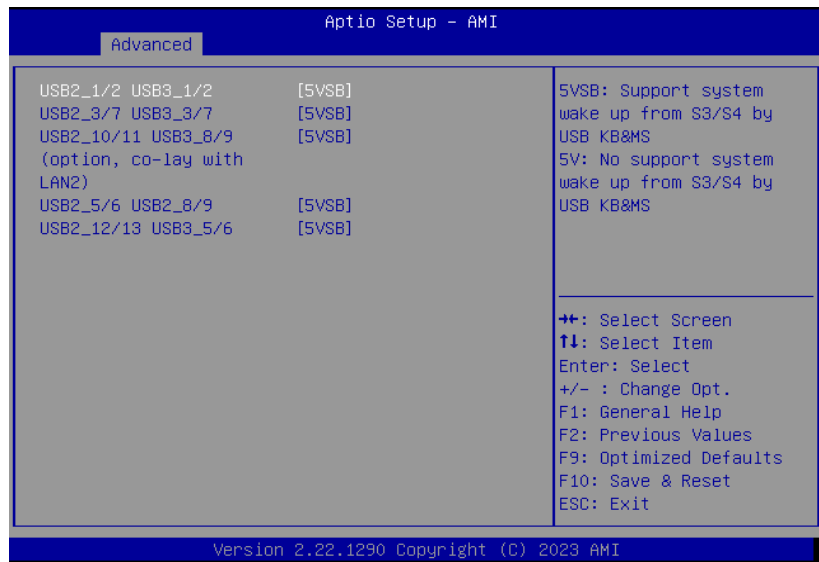 Aptio Setup – AMI
Advanced
USB2_1/2 USB3_1/2 [5VSB]
USB2_3/7 USB3_3/7 [5VSB]
USB2_10/11 USB3_8/9 [5VSB]
(option, co-lay with
LAN2)
USB2_5/6 USB2_8/9 [5VSB]
USB2_12/13 USB3_5/6 [5VSB]
5VSB: Support system
wake up from S3/S4 by
USB KB&MS
5V: No support system
wake up from S3/S4 by
USB KB&MS
→←: Select Screen
↑↓: Select Item
Enter: Select
+/- : Change Opt.
F1: General Help
F2: Previous Values
F9: Optimized Defaults
F10: Save & Reset
ESC: Exit
Version 2.22.1290 Copyright (C) 2023 AMI